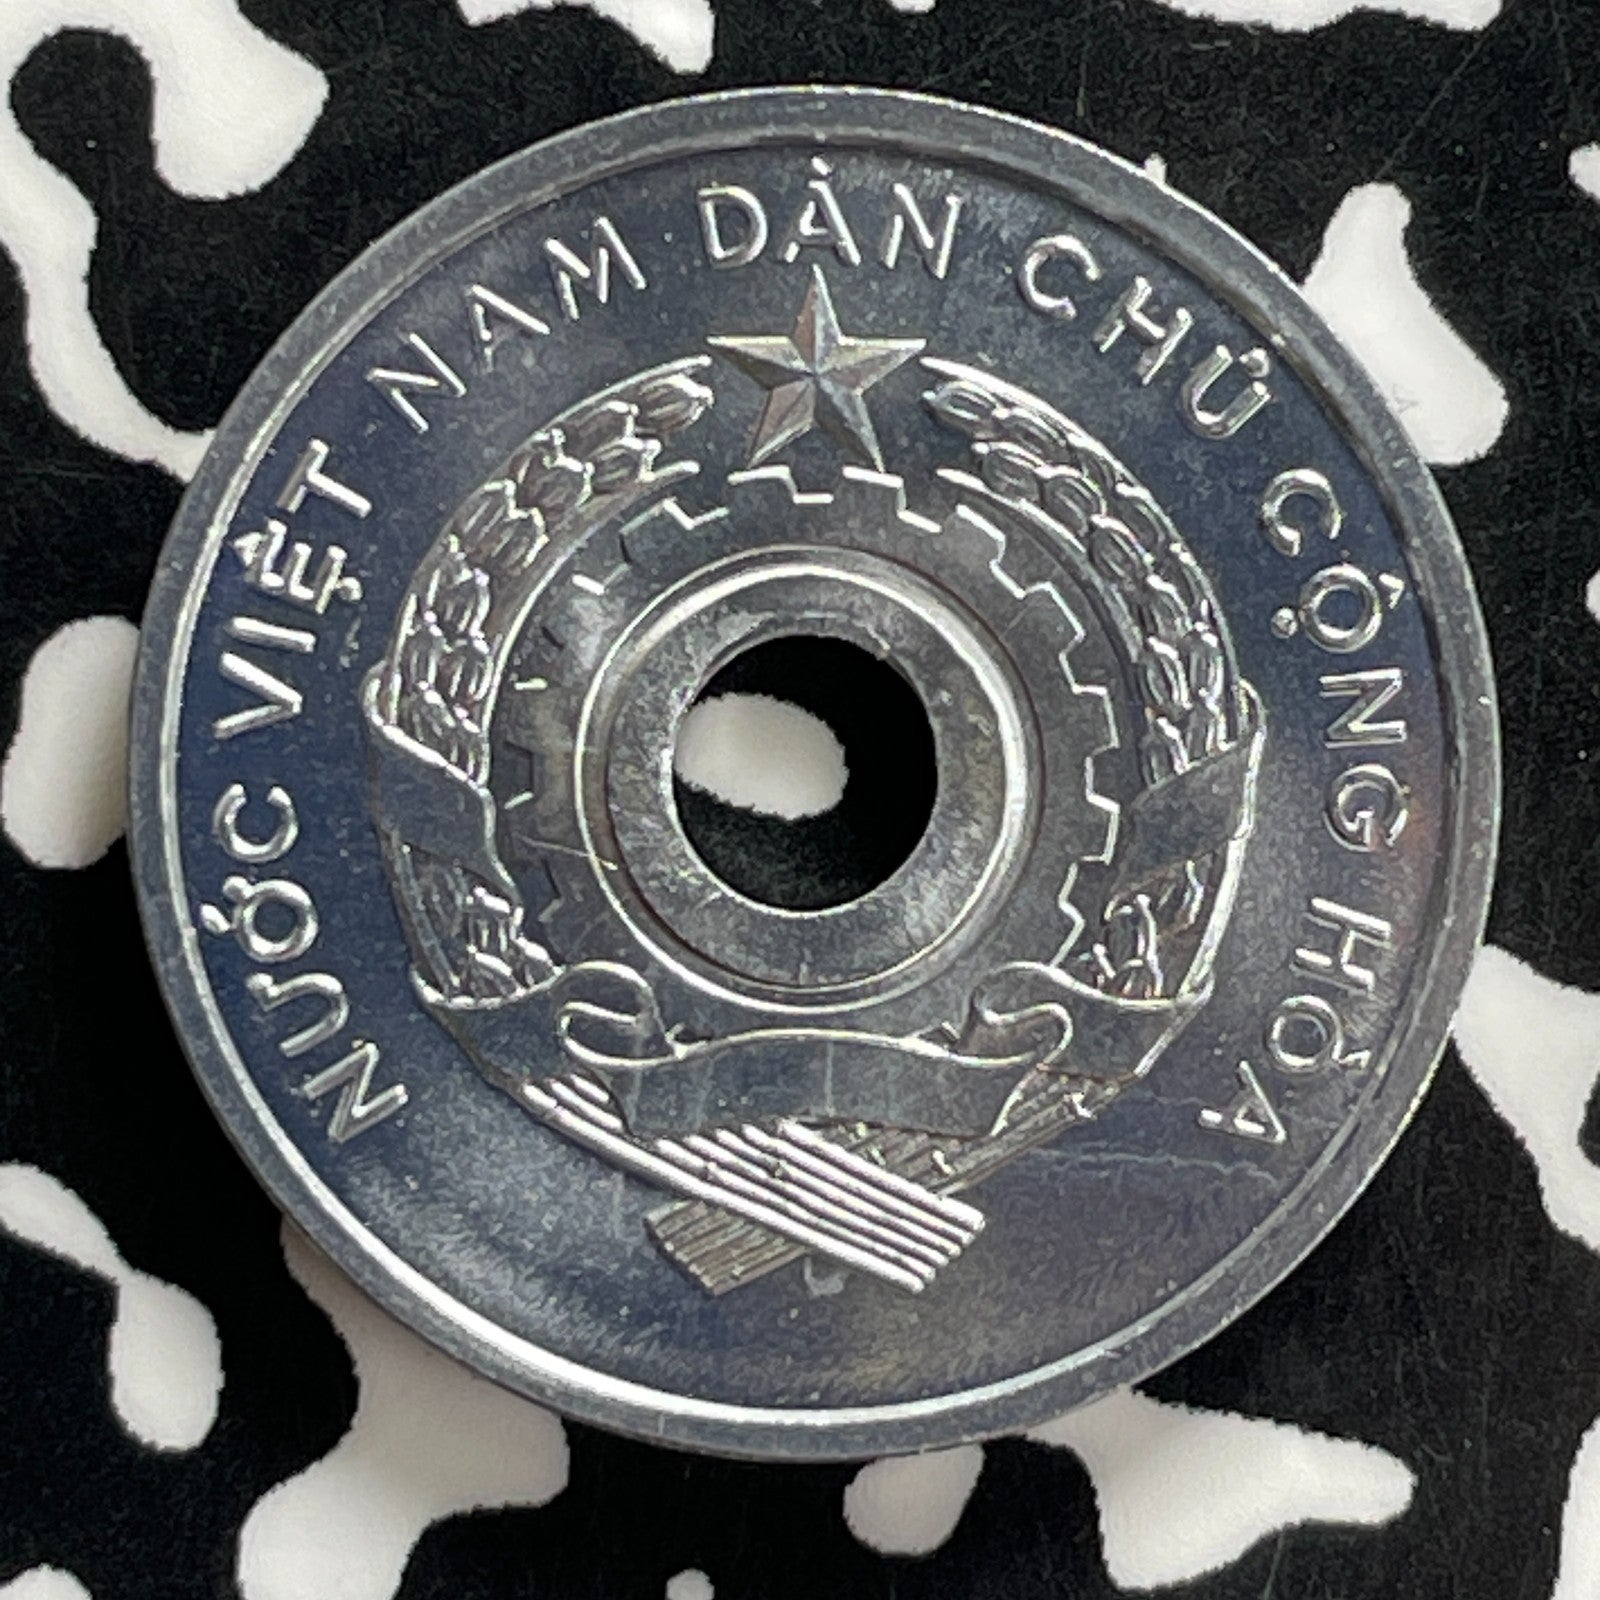 NƯỚC VIỆT NAM DÂN CHỦ CỘNG HÒA